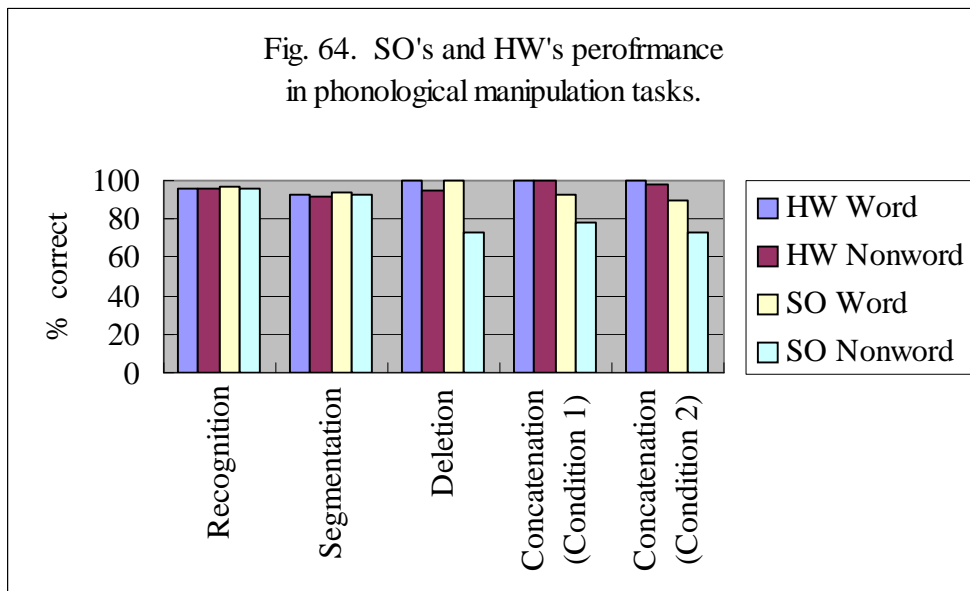 Fig. 64. SO's and HW's perofrmance
in phonological manipulation tasks.
% correct
100
80
60
40
20
0
Recognition
Segmentation
Deletion
Concatenation
(Condition 1)
Concatenation
(Condition 2)
HW Word
HW Nonword
SO Word
SO Nonword